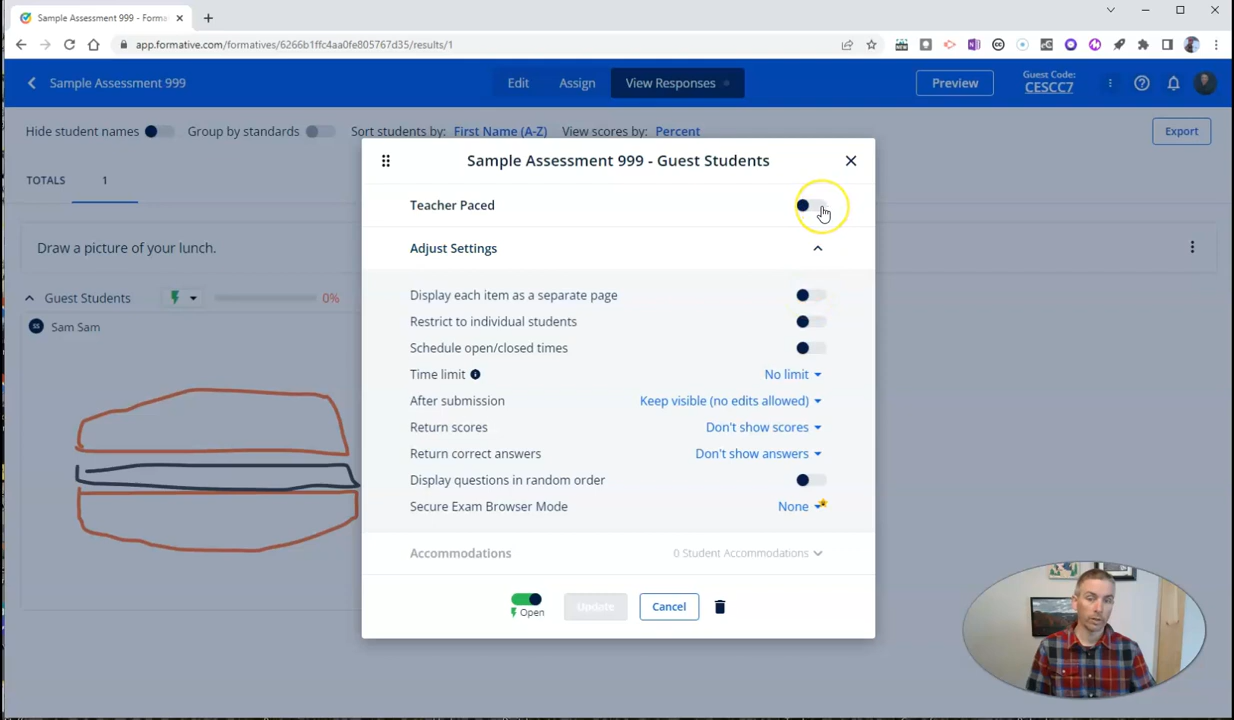 Sample Assessment 999 - Forma
app.formative.com/formatives/6266b1ffc4aa0fe805767d35/results/1
Sample Assessment 999
Edit
Assign
View Responses
Preview
Guest Code:
CESCC7
Hide student names
Group by standards
Sort students by: First Name (A-Z)
View scores by: Percent
Export
TOTALS
1
Draw a picture of your lunch.
Guest Students
0%
SS Sam Sam
Sample Assessment 999 - Guest Students
Teacher Paced
Adjust Settings
Display each item as a separate page
Restrict to individual students
Schedule open/closed times
Time limit No limit
After submission Keep visible (no edits allowed)
Return scores Don't show scores
Return correct answers Don't show answers
Display questions in random order
Secure Exam Browser Mode None
Accommodations 0 Student Accommodations
Open
Update
Cancel